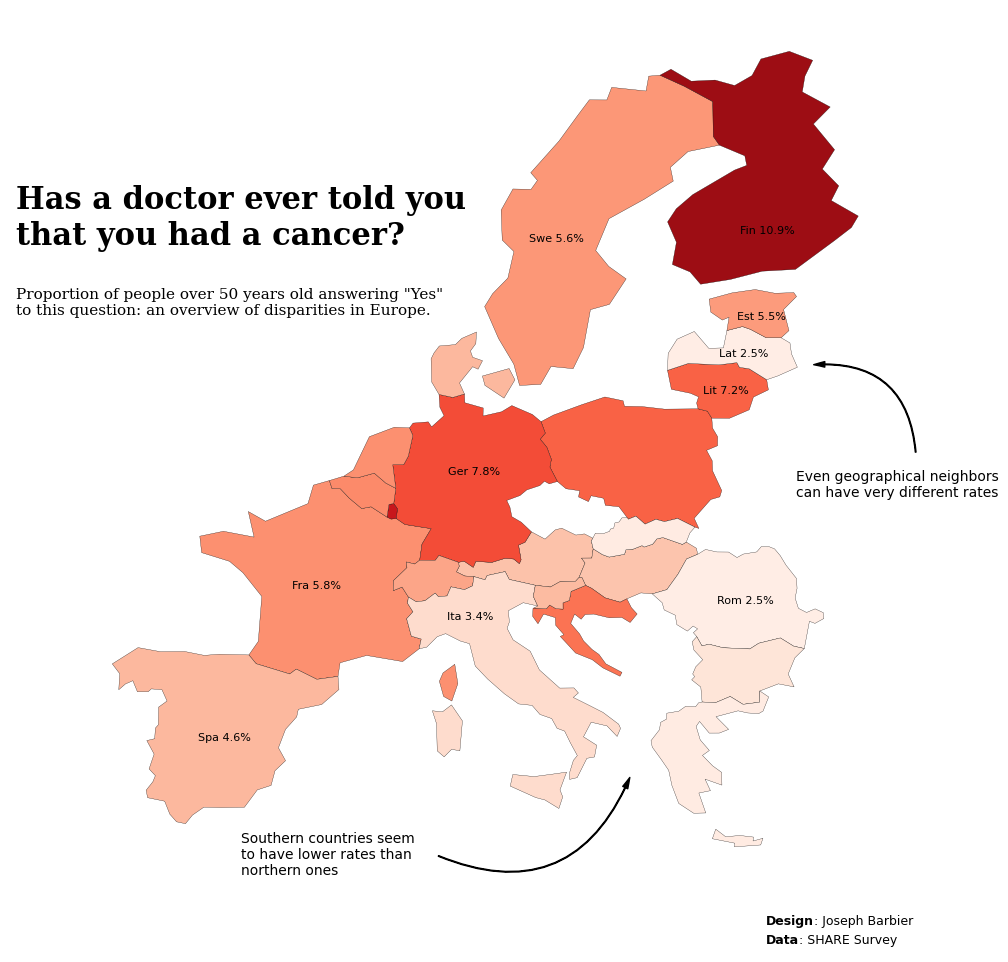 Has a doctor ever told you
that you had a cancer?
Proportion of people over 50 years old answering "Yes"
to this question: an overview of disparities in Europe.
Swe 5.6%
Fin 10.9%
Est 5.5%
Lat 2.5%
Lit 7.2%
Ger 7.8%
Even geographical neighbors
can have very different rates
Fra 5.8%
Rom 2.5%
Ita 3.4%
Spa 4.6%
Southern countries seem
to have lower rates than
northern ones
Design: Joseph Barbier
Data: SHARE Survey